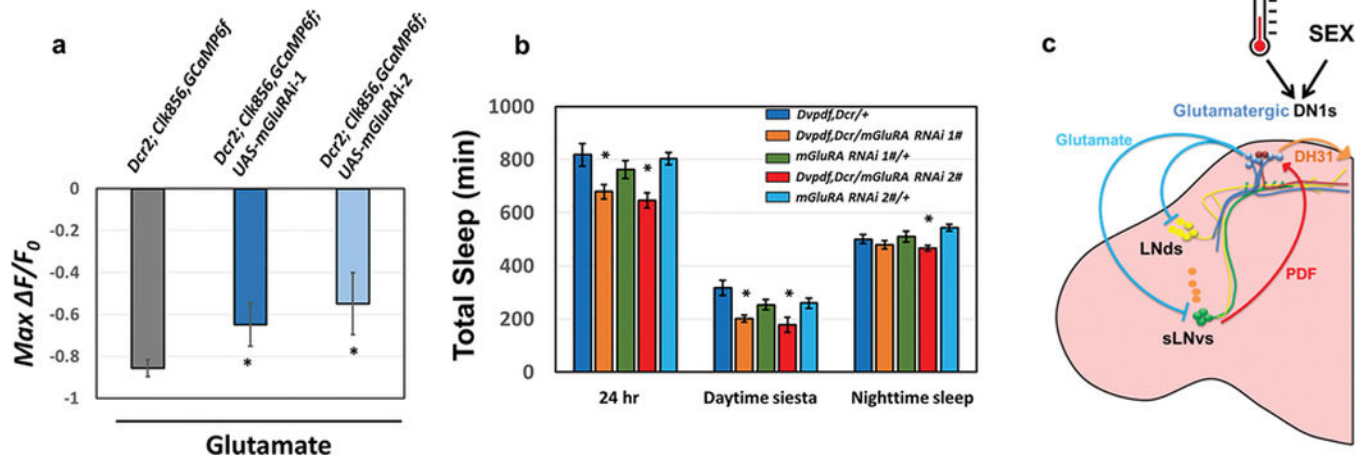 a
Dcr2; Clk856,GCaMP6f
Dcr2; Clk856,GCaMP6f;
UAS-mGluRAi-1
Dcr2; Clk856,GCaMP6f;
UAS-mGluRAi-2
0
-0.2
-0.4
-0.6
-0.8
-1
Max ΔF/F0
*
*
Glutamate
b
Total Sleep (min)
1000
800
600
400
200
0
Dvpdf,Dcr/+
Dvpdf,Dcr/mGluRA RNAi 1#
mGluRA RNAi 1#/+
Dvpdf,Dcr/mGluRA RNAi 2#
mGluRA RNAi 2#/+
*
*
*
*
*
24 hr
Daytime siesta
Nighttime sleep
c
SEX
Glutamatergic DN1s
Glutamate
DH31
LNds
PDF
sLNvs